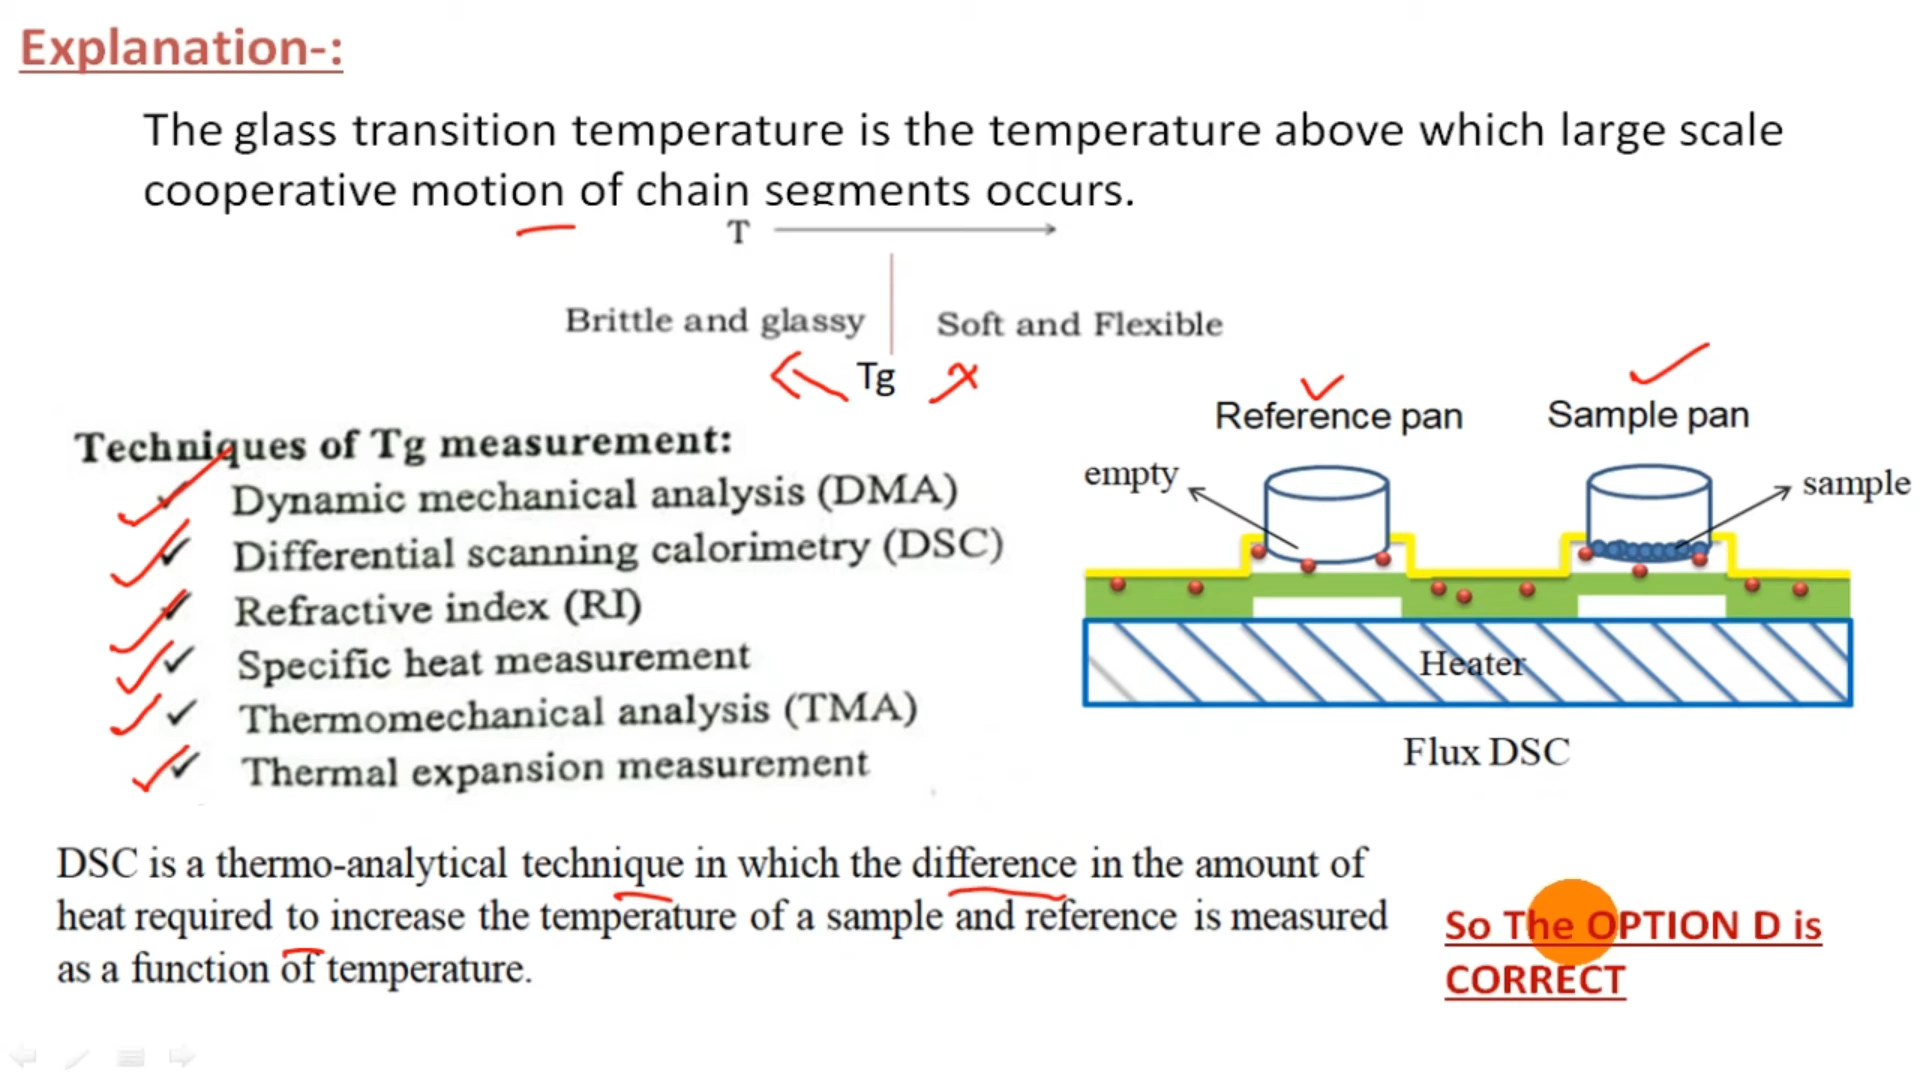 Explanation-:
The glass transition temperature is the temperature above which large scale
cooperative motion of chain segments occurs.
T
Brittle and glassy
Soft and Flexible
Tg
Techniques of Tg measurement:
Dynamic mechanical analysis (DMA)
Differential scanning calorimetry (DSC)
Refractive index (RI)
Specific heat measurement
Thermomechanical analysis (TMA)
Thermal expansion measurement
Reference pan
Sample pan
empty
sample
Heater
Flux DSC
DSC is a thermo-analytical technique in which the difference in the amount of
heat required to increase the temperature of a sample and reference is measured
as a function of temperature.
So The OPTION D is
CORRECT